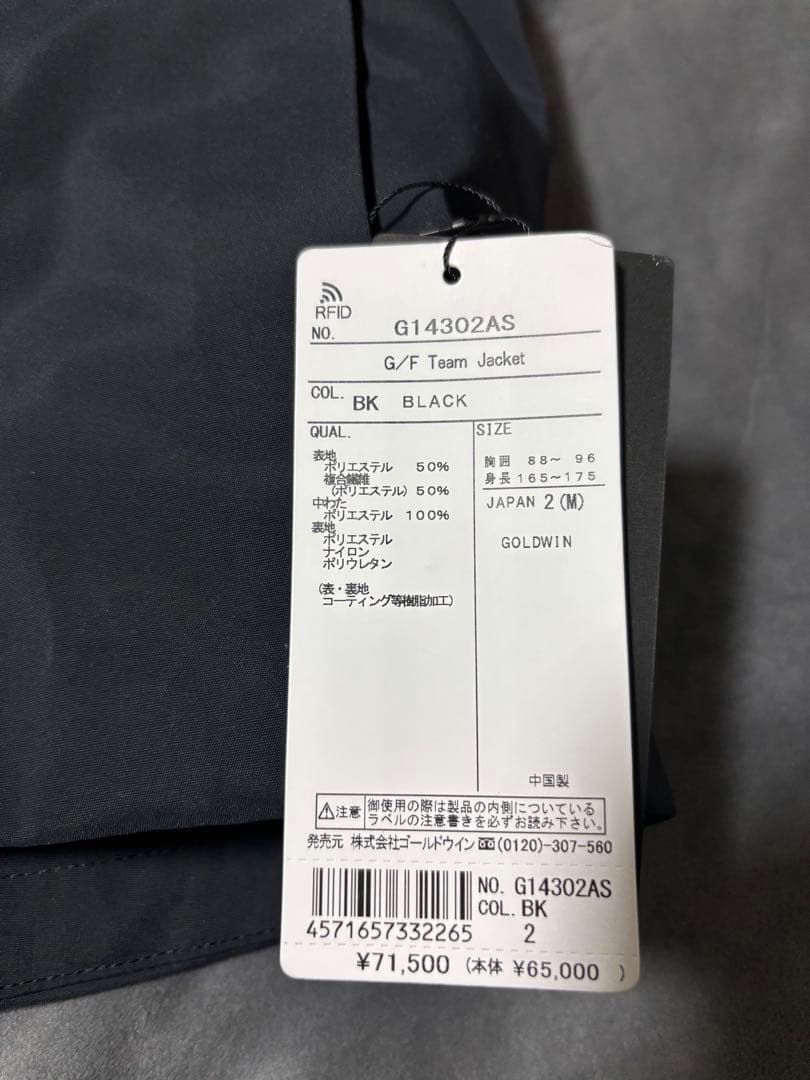 RFID
NO. G14302AS
G/F Team Jacket
COL. BK BLACK
QUAL.
表地
ポリエステル 50%
複合繊維
(ポリエステル) 50%
中わた
ポリエステル 100%
裏地
ポリエステル
ナイロン
ポリウレタン
(表・裏地
コーティング等樹脂加工)
SIZE
胸囲 88～ 96
身長 165～175
JAPAN 2 (M)
GOLDWIN
中国製
⚠注意 御使用の際は製品の内側についている
ラベルの注意書きを必ずお読み下さい。
発売元 株式会社ゴールドウイン (0120)-307-560
4571657332265
NO. G14302AS
COL. BK
2
¥71,500 (本体 ¥65,000 )